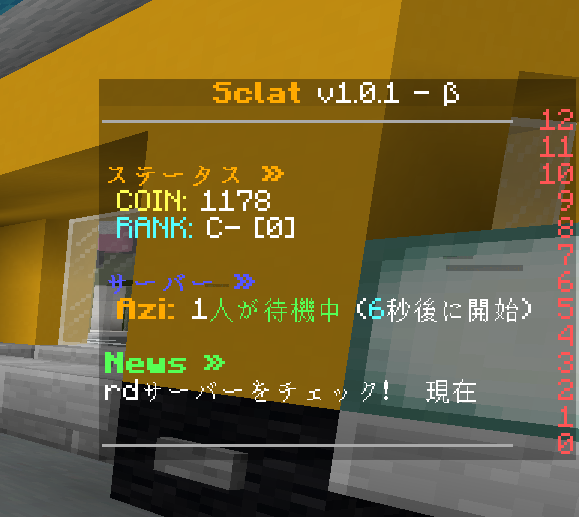 Sclat v1.0.1 - β
12
11
ステータス » 10
COIN: 1178 9
RANK: C- [0] 8
7
サーバー » 6
Azi: 1人が待機中 (6秒後に開始) 5
4
News » 3
rdサーバーをチェック!　現在 2
1
0